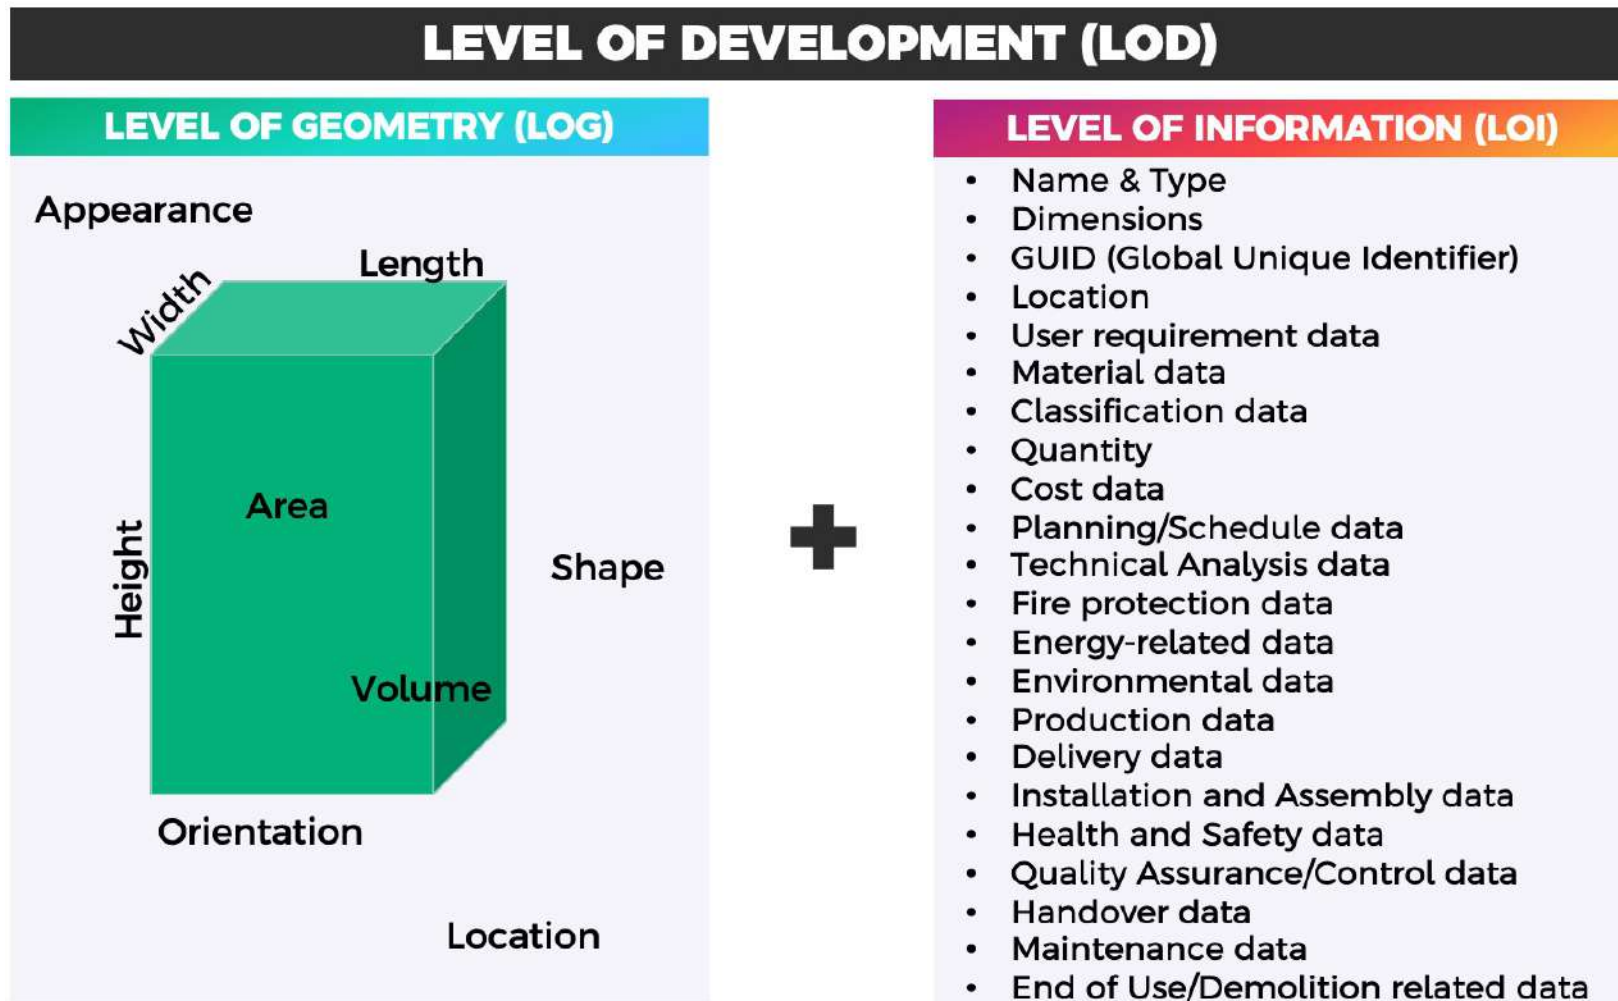 LEVEL OF DEVELOPMENT (LOD)
LEVEL OF GEOMETRY (LOG)
Appearance
Length
Width
Area
Height
Shape
Volume
Orientation
Location
LEVEL OF INFORMATION (LOI)
• Name & Type
• Dimensions
• GUID (Global Unique Identifier)
• Location
• User requirement data
• Material data
• Classification data
• Quantity
• Cost data
• Planning/Schedule data
• Technical Analysis data
• Fire protection data
• Energy-related data
• Environmental data
• Production data
• Delivery data
• Installation and Assembly data
• Health and Safety data
• Quality Assurance/Control data
• Handover data
• Maintenance data
• End of Use/Demolition related data